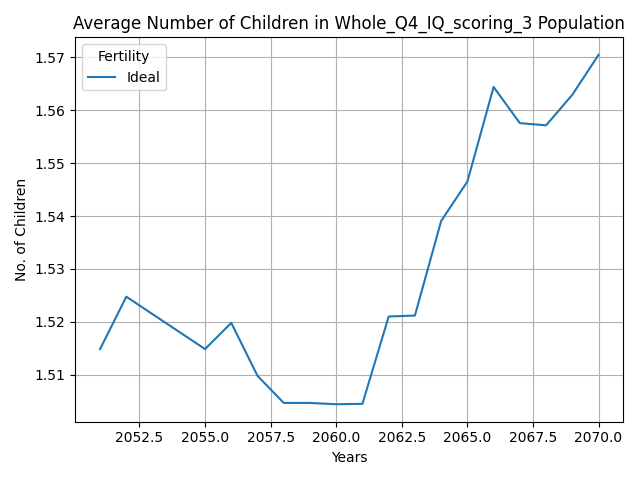 Average Number of Children in Whole_Q4_IQ_scoring_3 Population
Fertility
Ideal
No. of Children
1.57
1.56
1.55
1.54
1.53
1.52
1.51
2052.5 2055.0 2057.5 2060.0 2062.5 2065.0 2067.5 2070.0
Years